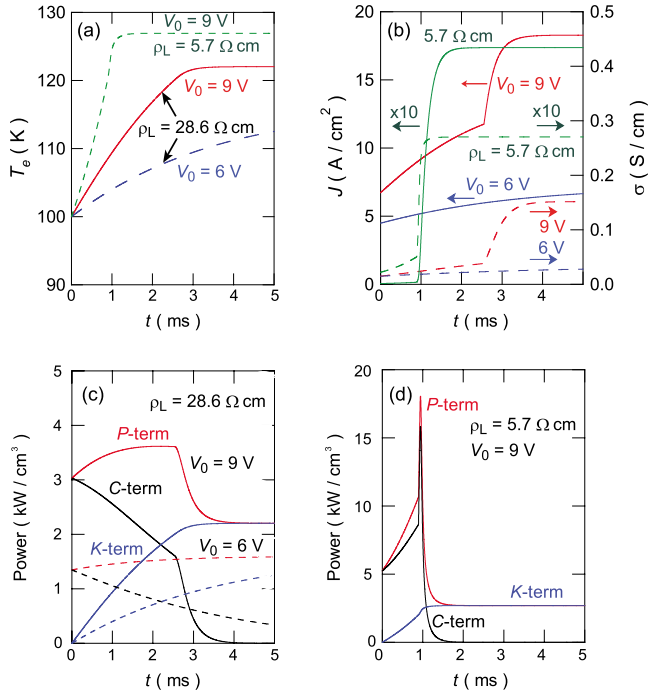 (a)
V₀ = 9 V
ρL = 5.7 Ω cm
V₀ = 9 V
ρL = 28.6 Ω cm
V₀ = 6 V
130
120
110
100
90
Te ( K )
0 1 2 3 4 5
t ( ms )
(b)
5.7 Ω cm
V₀ = 9 V
x10
x10
ρL = 5.7 Ω cm
V₀ = 6 V
9 V
6 V
20
15
10
5
0
J ( A / cm² )
0.5
0.4
0.3
0.2
0.1
0.0
σ ( S / cm )
0 1 2 3 4 5
t ( ms )
(c)
ρL = 28.6 Ω cm
P-term
V₀ = 9 V
C-term
K-term
V₀ = 6 V
5
4
3
2
1
0
Power ( kW / cm³ )
0 1 2 3 4 5
t ( ms )
(d)
P-term
ρL = 5.7 Ω cm
V₀ = 9 V
K-term
C-term
20
15
10
5
0
Power ( kW / cm³ )
0 1 2 3 4 5
t ( ms )